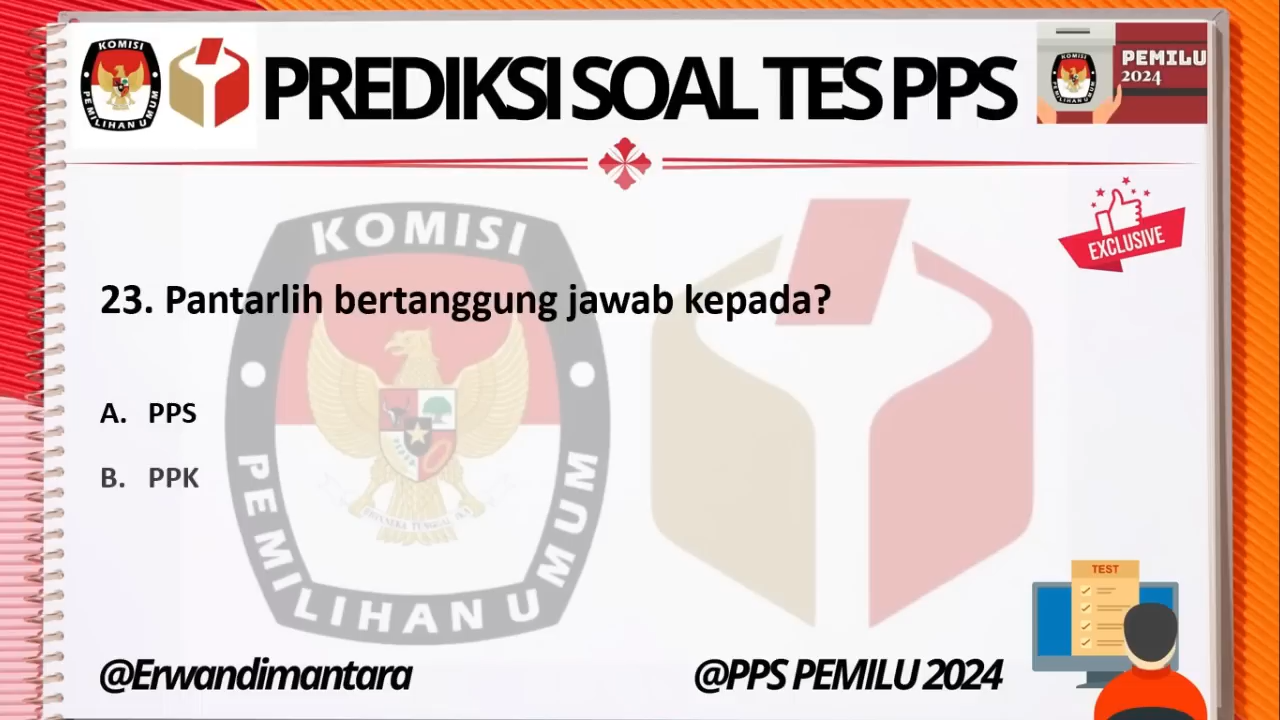 KOMISI
PEMILIHAN UMUM
PREDIKSI SOAL TES PPS
PEMILU
2024
EXCLUSIVE
KOMISI
PEMILIHAN UMUM
23. Pantarlih bertanggung jawab kepada?
A. PPS
B. PPK
TEST
@Erwandimantara
@PPS PEMILU 2024